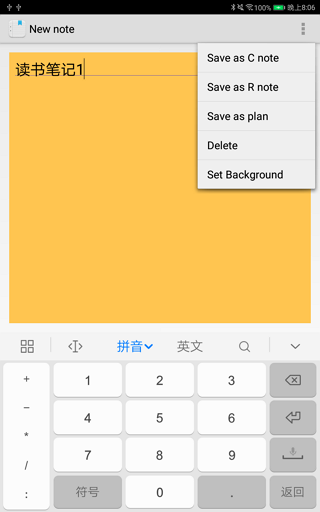 100% 晚上8:06
New note
Save as C note
读书笔记1
Save as R note
Save as plan
Delete
Set Background
拼音 英文
+ 1 2 3
− 4 5 6
* 7 8 9
/
: 符号 0 . 返回